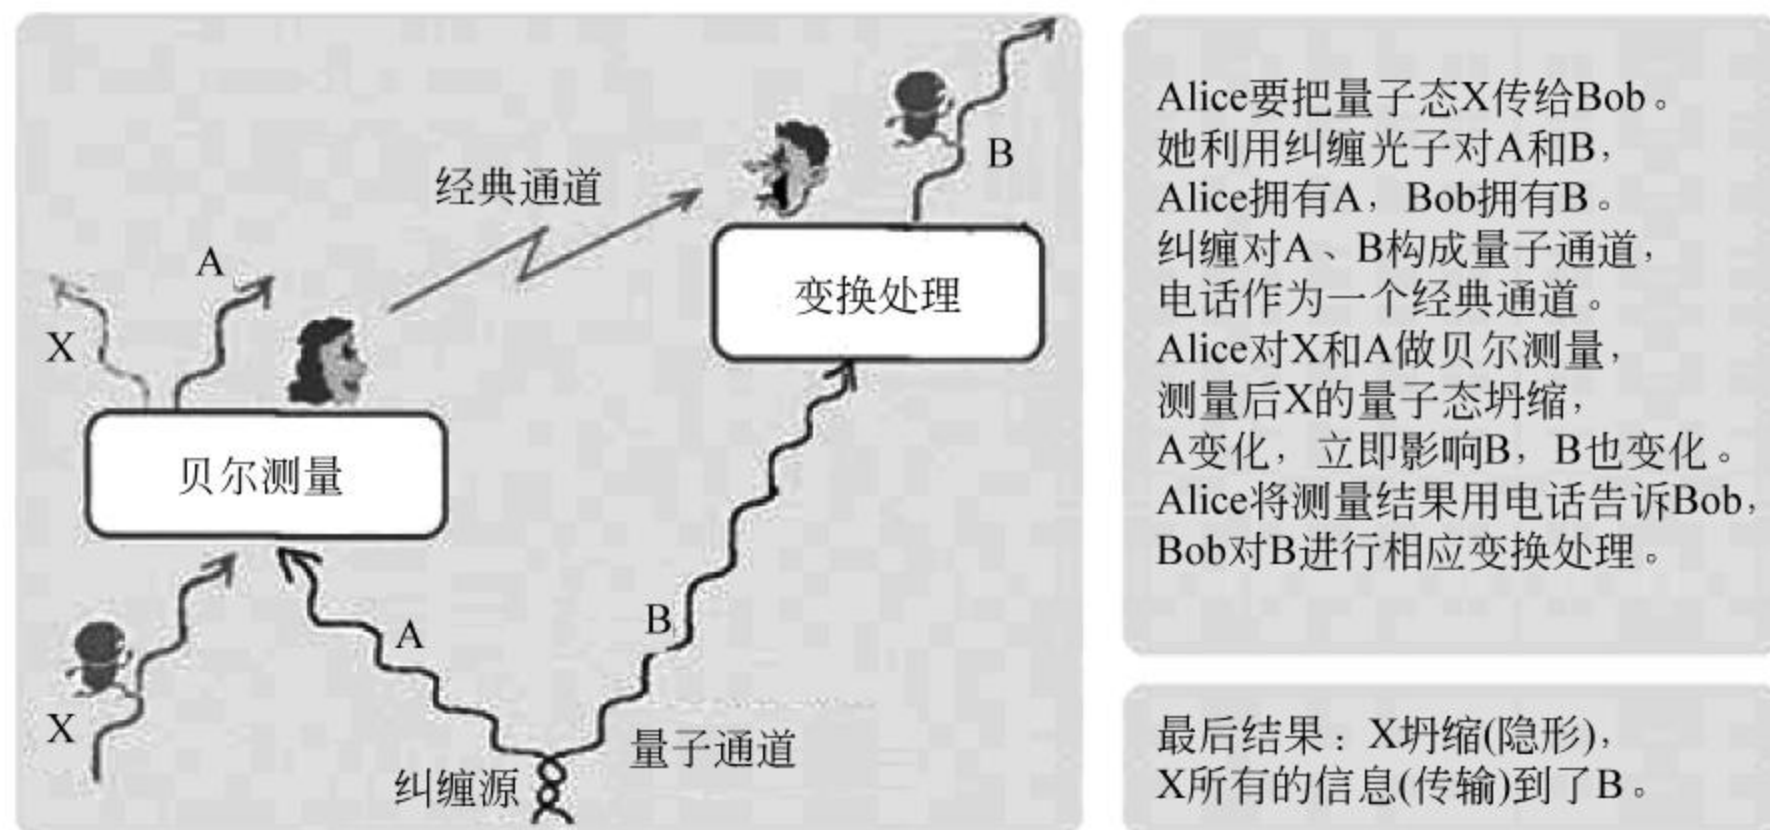 经典通道
B
A
变换处理
X
贝尔测量
A
B
X
量子通道
纠缠源
Alice要把量子态X传给Bob。
她利用纠缠光子对A和B，
Alice拥有A，Bob拥有B。
纠缠对A、B构成量子通道，
电话作为一个经典通道。
Alice对X和A做贝尔测量，
测量后X的量子态坍缩，
A变化，立即影响B，B也变化。
Alice将测量结果用电话告诉Bob，
Bob对B进行相应变换处理。
最后结果：X坍缩(隐形)，
X所有的信息(传输)到了B。